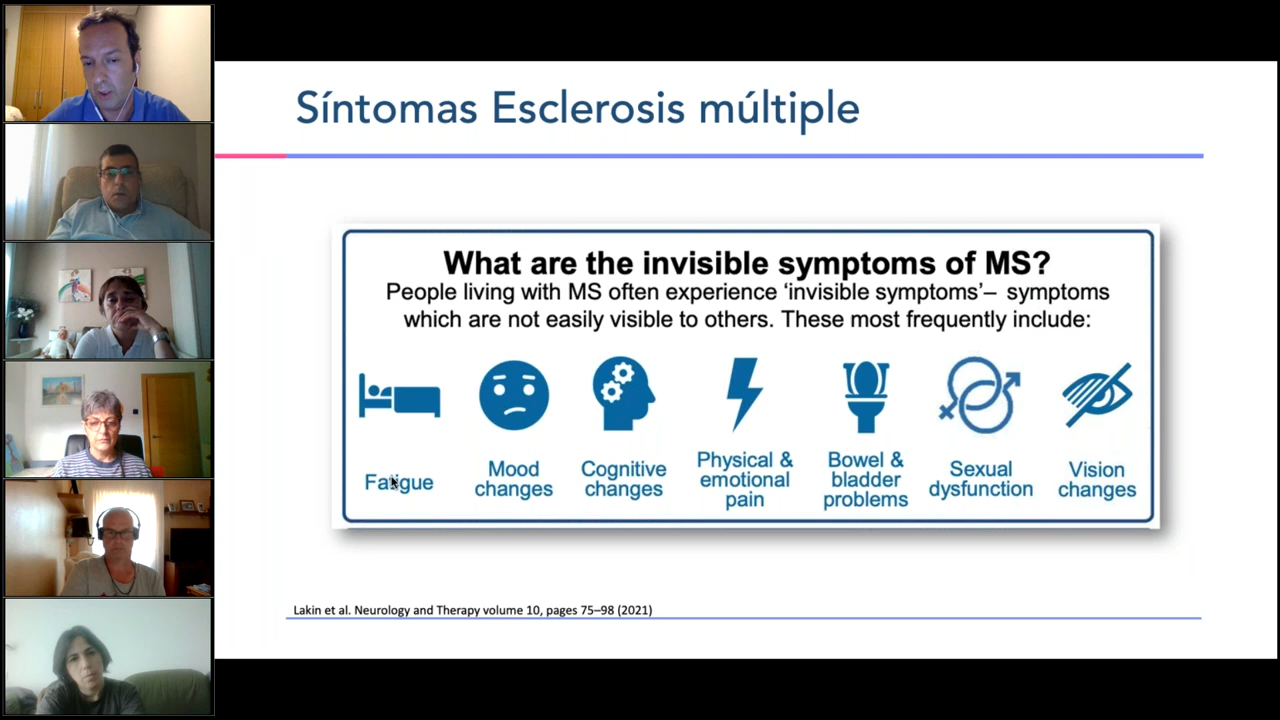 Síntomas Esclerosis múltiple
What are the invisible symptoms of MS?
People living with MS often experience ‘invisible symptoms’– symptoms
which are not easily visible to others. These most frequently include:
Fatigue
Mood
changes
Cognitive
changes
Physical &
emotional
pain
Bowel &
bladder
problems
Sexual
dysfunction
Vision
changes
Lakin et al. Neurology and Therapy volume 10, pages 75–98 (2021)